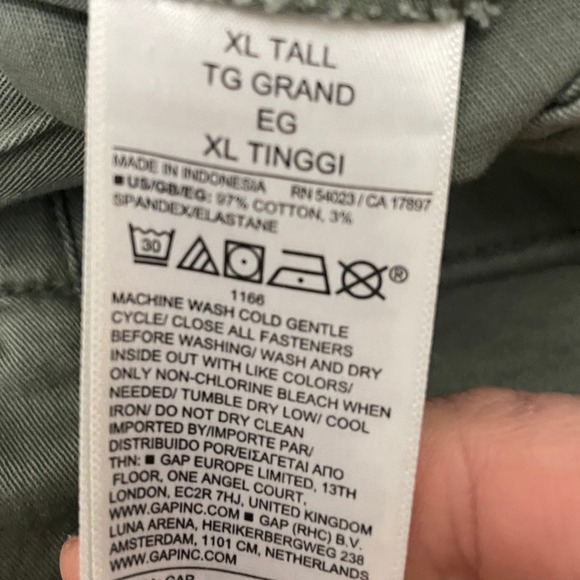 XL TALL
TG GRAND
EG
XL TINGGI
MADE IN INDONESIA RN 54023 / CA 17897
■ US/GB/EG: 97% COTTON, 3%
SPANDEX/ELASTANE
30
®
1166
MACHINE WASH COLD GENTLE
CYCLE/ CLOSE ALL FASTENERS
BEFORE WASHING/ WASH AND DRY
INSIDE OUT WITH LIKE COLORS/
ONLY NON-CHLORINE BLEACH WHEN
NEEDED/ TUMBLE DRY LOW/ COOL
IRON/ DO NOT DRY CLEAN
IMPORTED BY/IMPORTE PAR/
DISTRIBUIDO POR/ΕΙΣΑΓΕΤΑΙ ΑΠΟ
THN: ■ GAP EUROPE LIMITED, 13TH
FLOOR, ONE ANGEL COURT,
LONDON, EC2R 7HJ, UNITED KINGDOM
WWW.GAPINC.COM ■ GAP (RHC) B.V.
LUNA ARENA, HERIKERBERGWEG 238
AMSTERDAM, 1101 CM, NETHERLANDS
WWW.GAPINC.COM